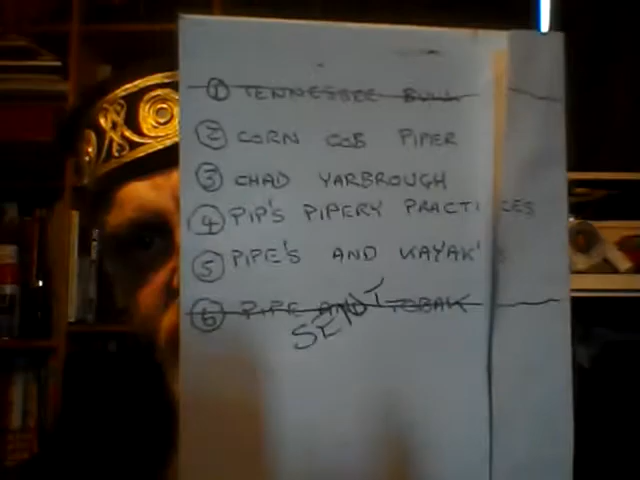 ① TENNESSEE BULL
② CORN COB PIPER
③ CHAD YARBROUGH
④ PIP'S PIPERY PRACTICES
⑤ PIPE'S AND KAYAK'
⑥ PIPE AND TOBAK
SENT